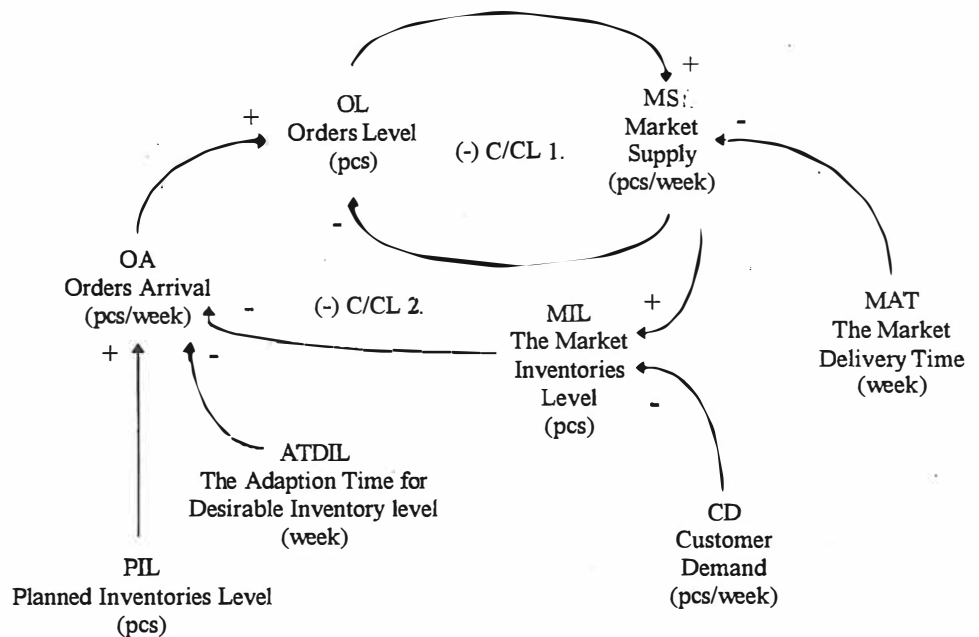 +
OL
Orders Level
(pcs)
+
MS
Market
Supply
(pcs/week)
-
(-) C/CL 1.
-
OA
Orders Arrival
(pcs/week)
-
(-) C/CL 2.
+
MIL
The Market
Inventories
Level
(pcs)
-
MAT
The Market
Delivery Time
(week)
+
-
ATDIL
The Adaption Time for
Desirable Inventory level
(week)
CD
Customer
Demand
(pcs/week)
PIL
Planned Inventories Level
(pcs)